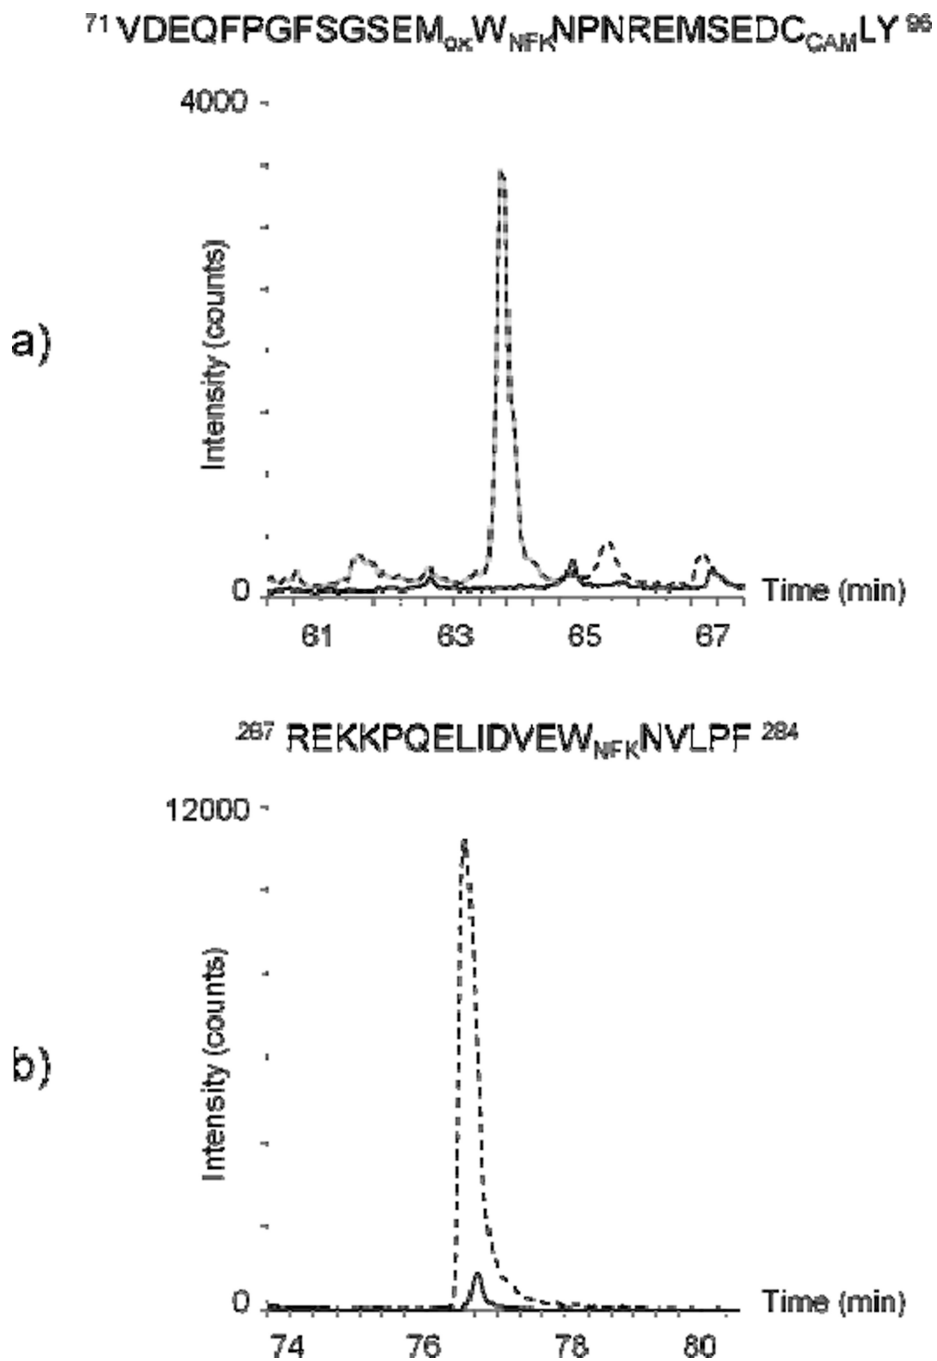 71 VDEQFPGFSGSEMoxWNFKNPNREMSEDCCAMLY 96
4000
Intensity (counts)
a)
0
Time (min)
61 63 65 67
267 REKKPQELIDVEWNFKNVLPF 284
12000
Intensity (counts)
b)
0
Time (min)
74 76 78 80